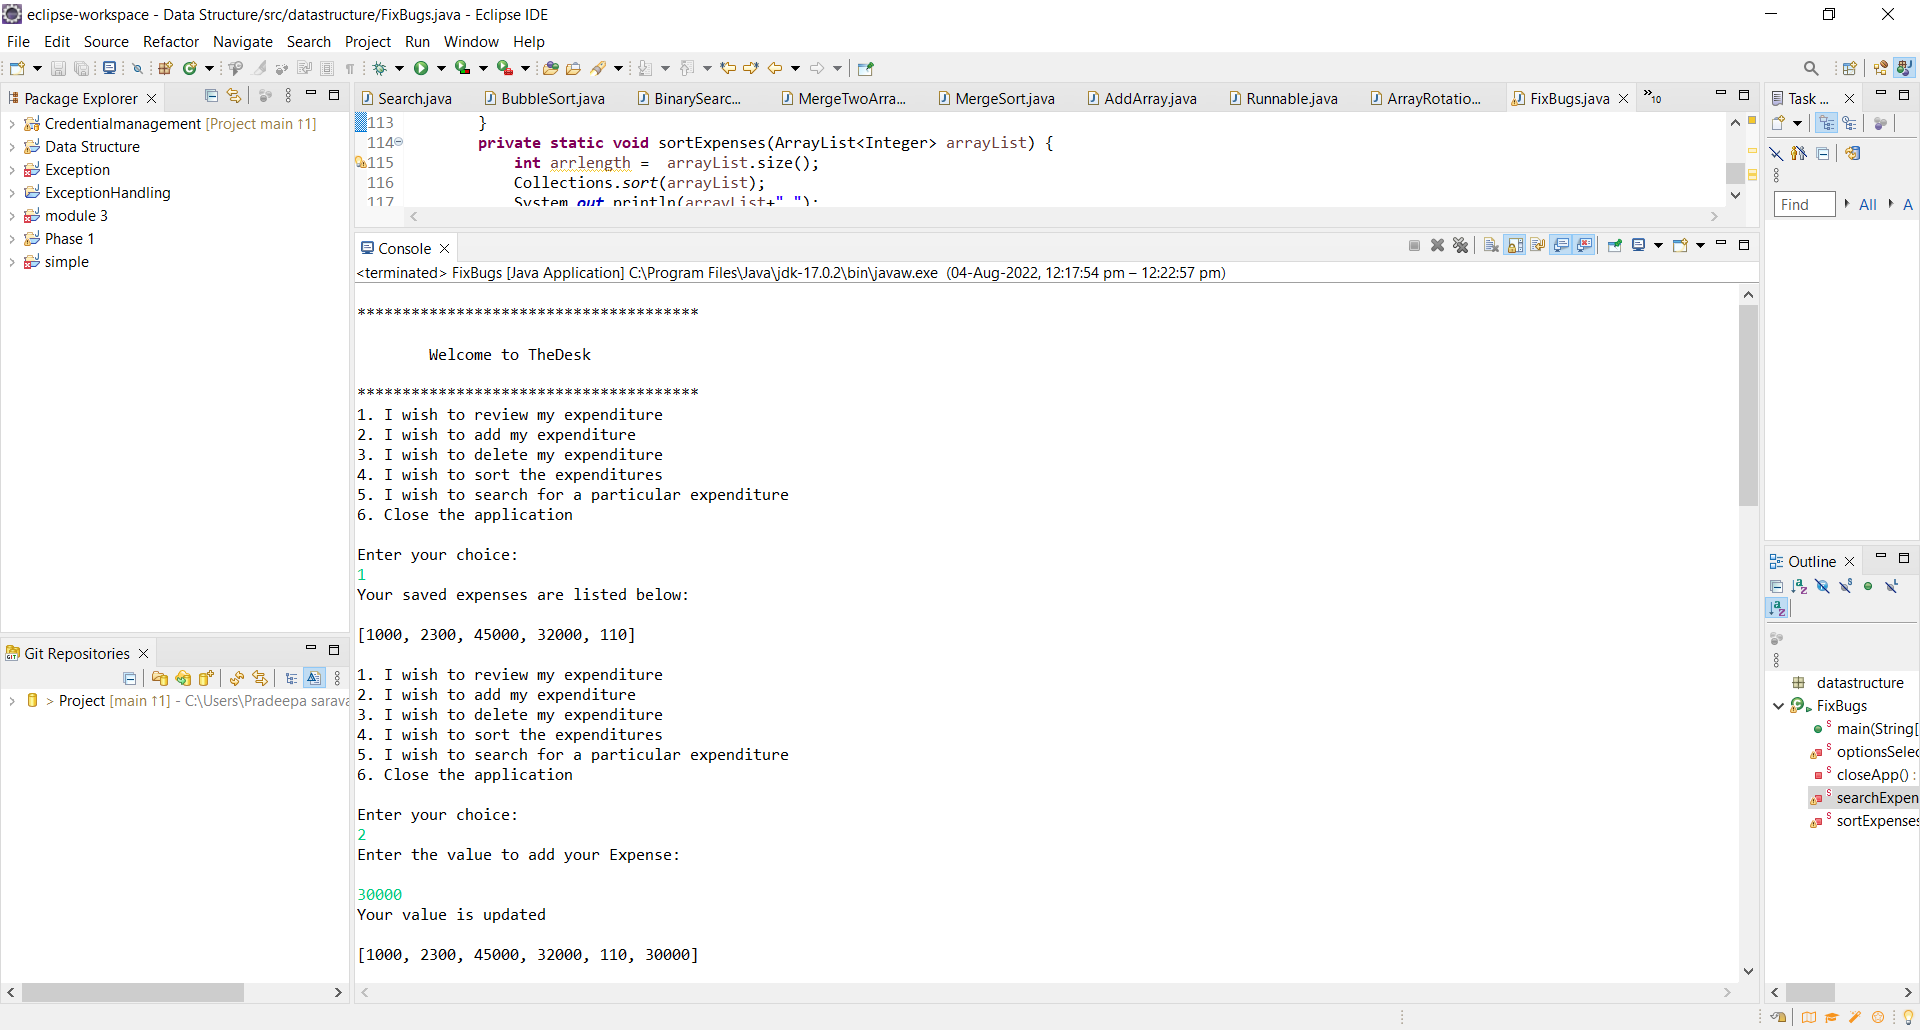 eclipse-workspace - Data Structure/src/datastructure/FixBugs.java - Eclipse IDE
File Edit Source Refactor Navigate Search Project Run Window Help
Package Explorer
CredentialManagement [Project main ↑1]
Data Structure
Exception
ExceptionHandling
module 3
Phase 1
simple
Git Repositories
> Project [main ↑1] - C:\Users\Pradeepa sarava
Search.java BubbleSort.java BinarySearc... MergeTwoArra... MergeSort.java AddArray.java Runnable.java ArrayRotatio... FixBugs.java »10
113 }
114 private static void sortExpenses(ArrayList<Integer> arrayList) {
115 int arrlength =  arrayList.size();
116 Collections.sort(arrayList);
117 System.out.println(arrayList+" ");
Console
<terminated> FixBugs [Java Application] C:\Program Files\Java\jdk-17.0.2\bin\javaw.exe (04-Aug-2022, 12:17:54 pm – 12:22:57 pm)
**************************************
Welcome to TheDesk
**************************************
1. I wish to review my expenditure
2. I wish to add my expenditure
3. I wish to delete my expenditure
4. I wish to sort the expenditures
5. I wish to search for a particular expenditure
6. Close the application
Enter your choice:
1
Your saved expenses are listed below:
[1000, 2300, 45000, 32000, 110]
1. I wish to review my expenditure
2. I wish to add my expenditure
3. I wish to delete my expenditure
4. I wish to sort the expenditures
5. I wish to search for a particular expenditure
6. Close the application
Enter your choice:
2
Enter the value to add your Expense:
30000
Your value is updated
[1000, 2300, 45000, 32000, 110, 30000]
Task ...
Find All A
Outline
datastructure
FixBugs
main(String[
optionsSelec
closeApp() :
searchExpen
sortExpenses